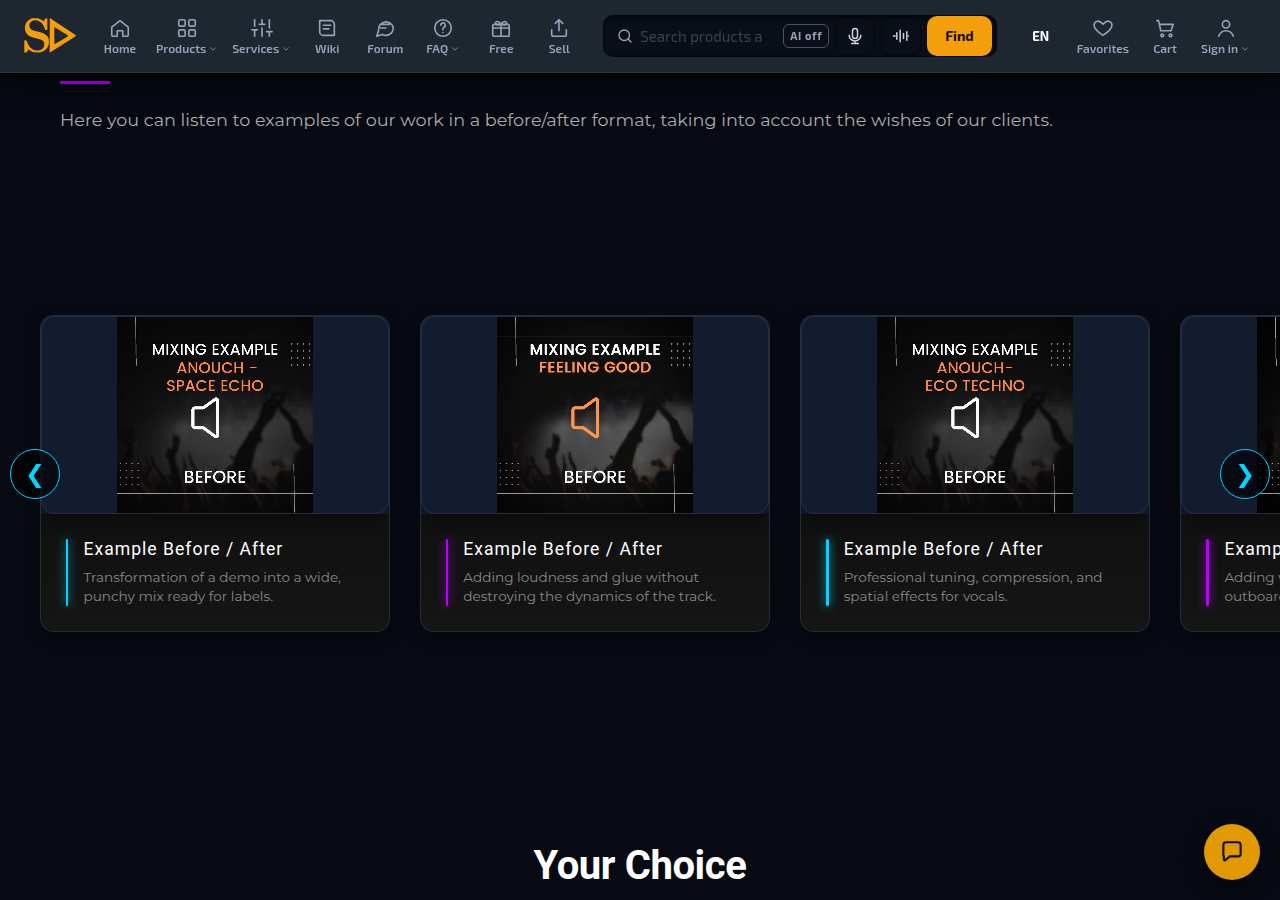 Home
Products
Services
Wiki
Forum
FAQ
Free
Sell
Search products a
AI off
Find
EN
Favorites
Cart
Sign in
Here you can listen to examples of our work in a before/after format, taking into account the wishes of our clients.
MIXING EXAMPLE
ANOUCH -
SPACE ECHO
BEFORE
Example Before / After
Transformation of a demo into a wide,
punchy mix ready for labels.
MIXING EXAMPLE
FEELING GOOD
BEFORE
Example Before / After
Adding loudness and glue without
destroying the dynamics of the track.
MIXING EXAMPLE
ANOUCH-
ECO TECHNO
BEFORE
Example Before / After
Professional tuning, compression, and
spatial effects for vocals.
Adding
Your Choice